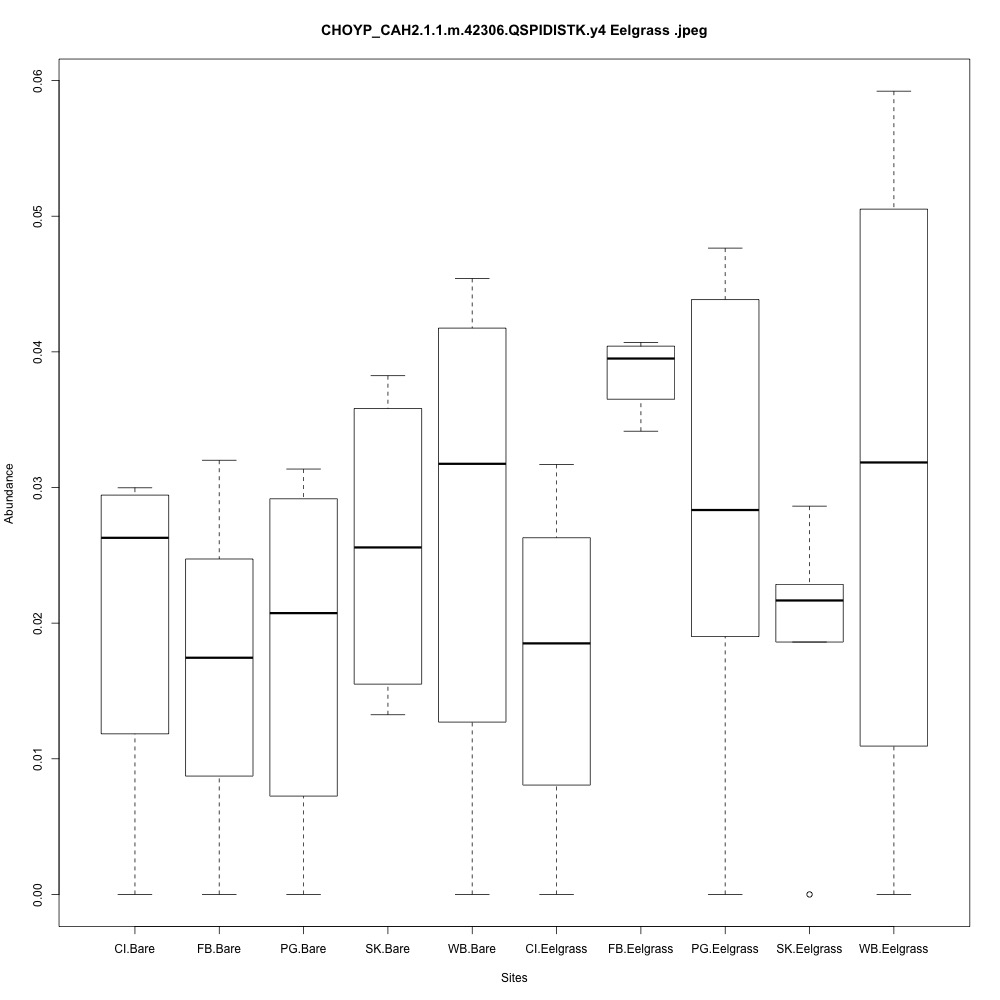 CHOYP_CAH2.1.1.m.42306.QSPIDISTK.y4 Eelgrass .jpeg
Abundance
0.06
0.05
0.04
0.03
0.02
0.01
0.00
CI.Bare FB.Bare PG.Bare SK.Bare WB.Bare CI.Eelgrass FB.Eelgrass PG.Eelgrass SK.Eelgrass WB.Eelgrass
Sites